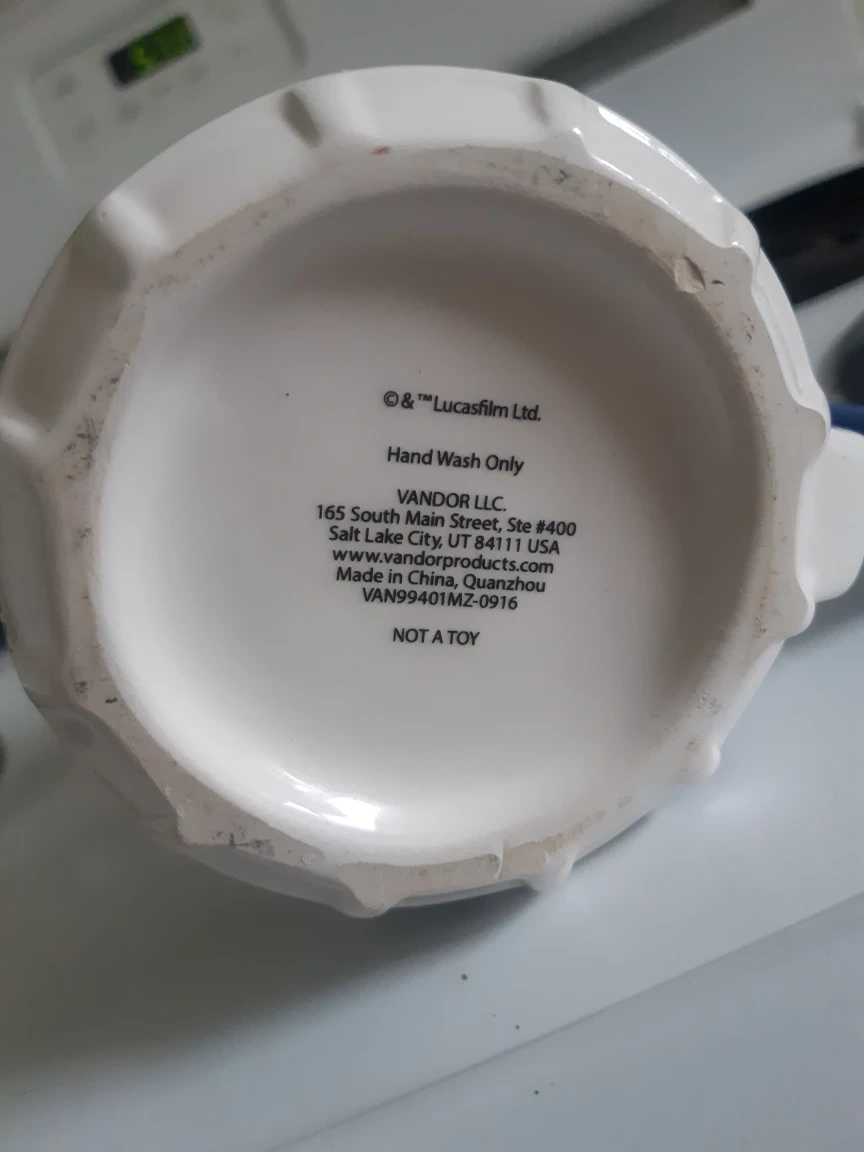 ©&™Lucasfilm Ltd.
Hand Wash Only
VANDOR LLC.
165 South Main Street, Ste #400
Salt Lake City, UT 84111 USA
www.vandorproducts.com
Made in China, Quanzhou
VAN99401MZ-0916
NOT A TOY